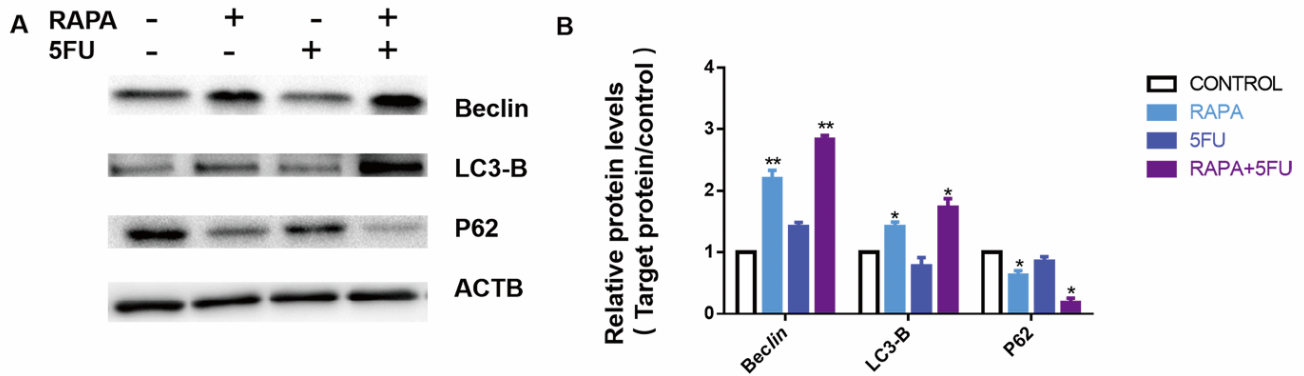 A
RAPA - + - +
5FU - - + +
Beclin
LC3-B
P62
ACTB
B
Relative protein levels
( Target protein/control )
4
3
2
1
0
** **
* *
* *
Beclin
LC3-B
P62
CONTROL
RAPA
5FU
RAPA+5FU